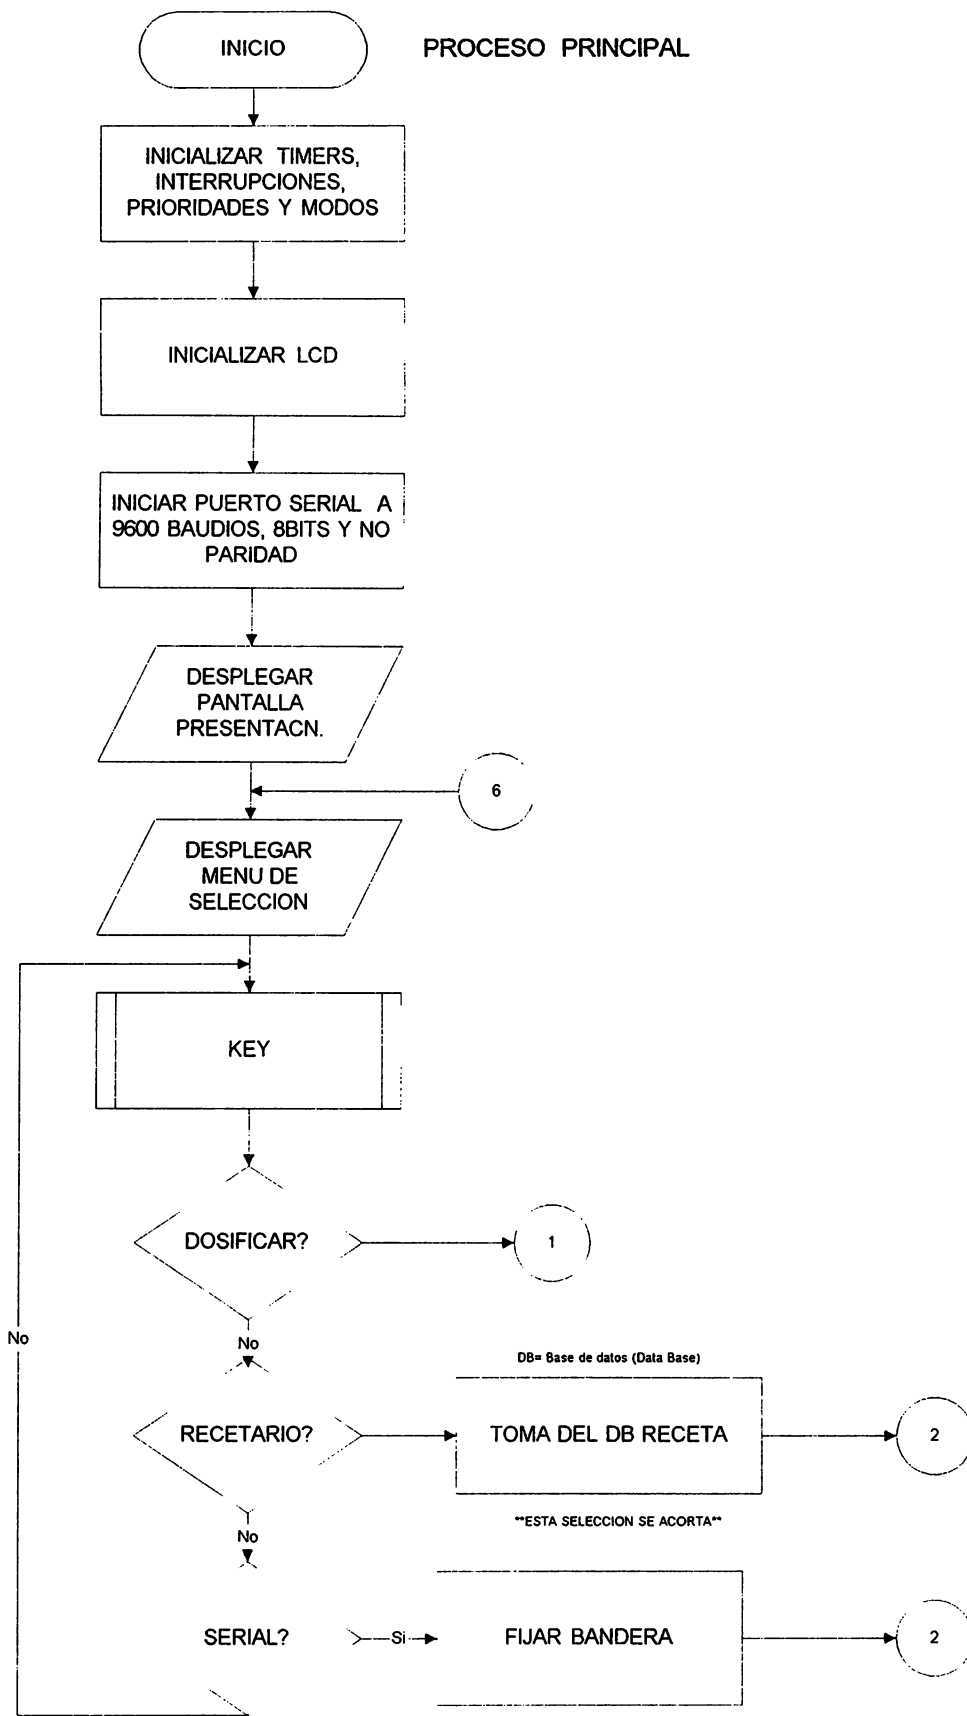 INICIO
PROCESO PRINCIPAL
INICIALIZAR TIMERS,
INTERRUPCIONES,
PRIORIDADES Y MODOS
INICIALIZAR LCD
INICIAR PUERTO SERIAL A
9600 BAUDIOS, 8BITS Y NO
PARIDAD
DESPLEGAR
PANTALLA
PRESENTACN.
6
DESPLEGAR
MENU DE
SELECCION
KEY
DOSIFICAR?
1
No
No
DB= Base de datos (Data Base)
RECETARIO?
TOMA DEL DB RECETA
2
**ESTA SELECCION SE ACORTA**
No
SERIAL?
Si
FIJAR BANDERA
2